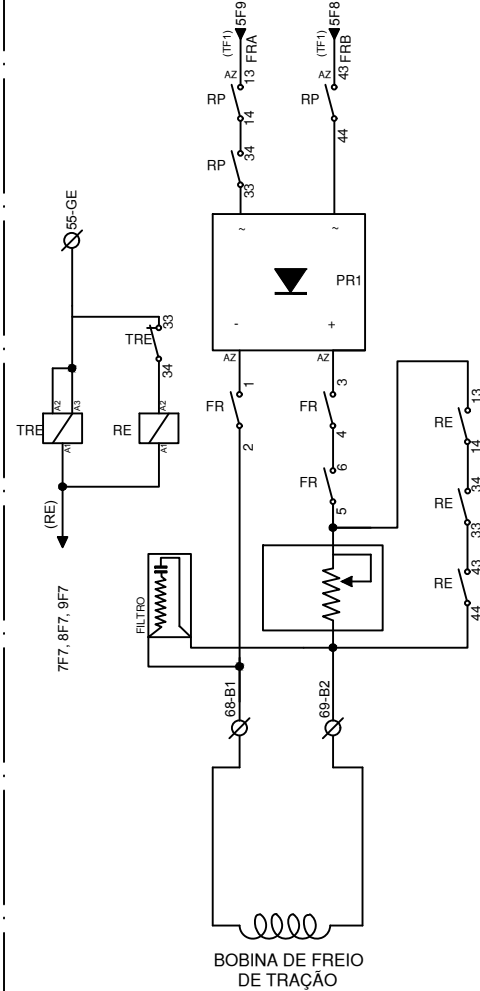 5F9
5F8
(TF1)
FRA
(TF1)
FRB
AZ
13
AZ
43
RP
RP
14
44
34
RP
33
55-GE
~
~
PR1
-
+
AZ
AZ
33
TRE
34
A2
A3
TRE
A1
RE
A2
A1
(RE)
7F7, 8F7, 9F7
1
FR
2
3
FR
4
6
FR
5
13
RE
14
34
RE
33
43
RE
44
FILTRO
68-B1
69-B2
BOBINA DE FREIO
DE TRAÇÃO